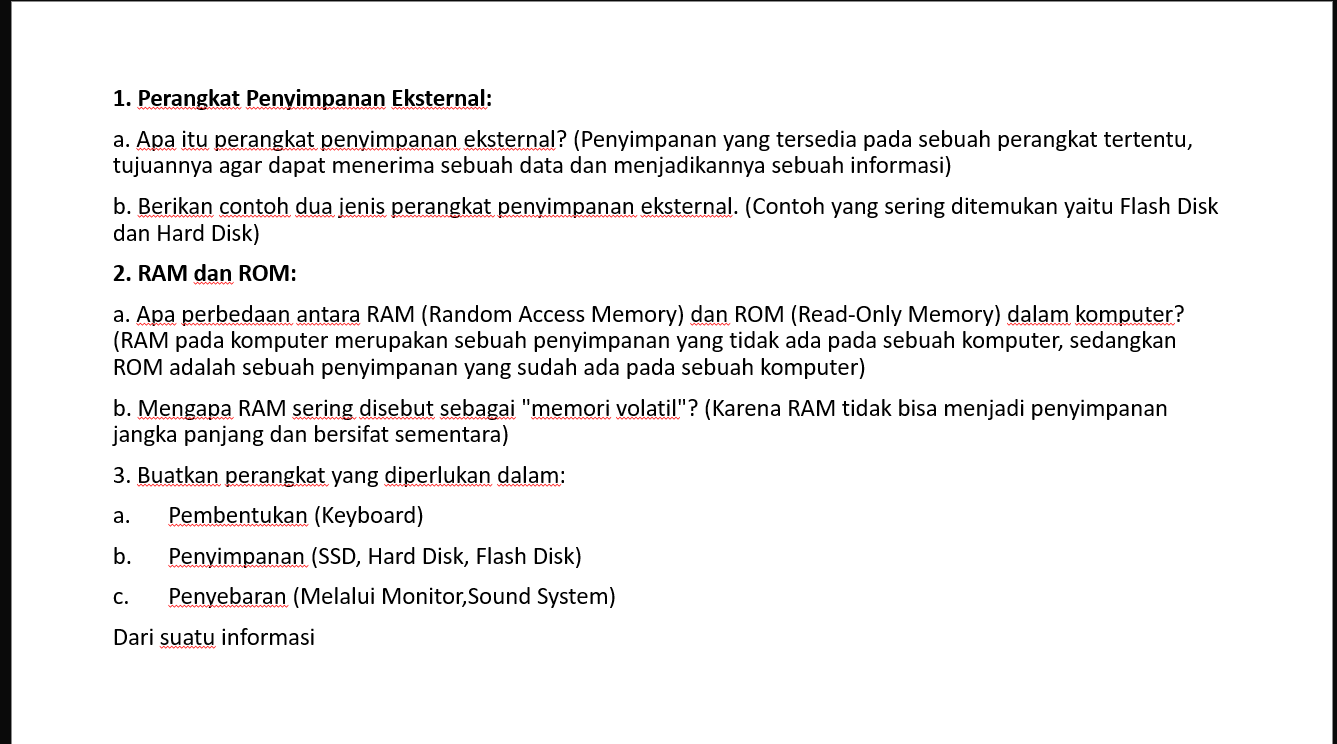 1. Perangkat Penyimpanan Eksternal:
a. Apa itu perangkat penyimpanan eksternal? (Penyimpanan yang tersedia pada sebuah perangkat tertentu,
tujuannya agar dapat menerima sebuah data dan menjadikannya sebuah informasi)
b. Berikan contoh dua jenis perangkat penyimpanan eksternal. (Contoh yang sering ditemukan yaitu Flash Disk
dan Hard Disk)
2. RAM dan ROM:
a. Apa perbedaan antara RAM (Random Access Memory) dan ROM (Read-Only Memory) dalam komputer?
(RAM pada komputer merupakan sebuah penyimpanan yang tidak ada pada sebuah komputer, sedangkan
ROM adalah sebuah penyimpanan yang sudah ada pada sebuah komputer)
b. Mengapa RAM sering disebut sebagai "memori volatil"? (Karena RAM tidak bisa menjadi penyimpanan
jangka panjang dan bersifat sementara)
3. Buatkan perangkat yang diperlukan dalam:
a. Pembentukan (Keyboard)
b. Penyimpanan (SSD, Hard Disk, Flash Disk)
c. Penyebaran (Melalui Monitor,Sound System)
Dari suatu informasi